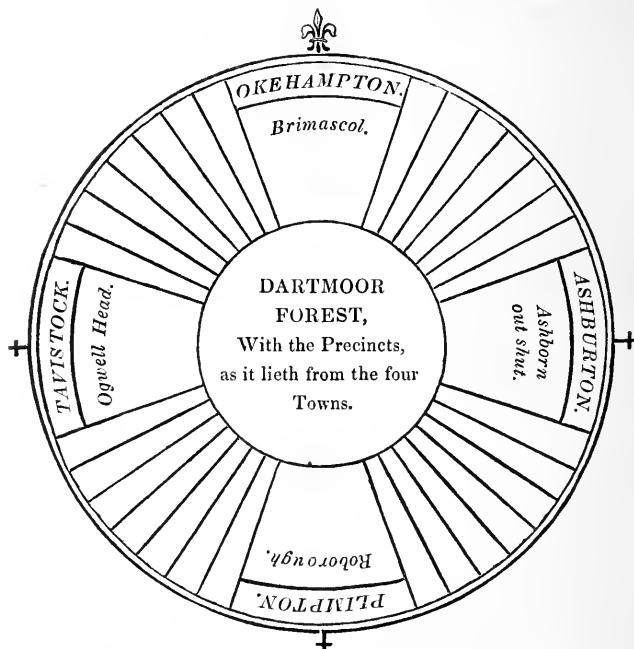 OKEHAMPTON.
Brimascol.
TAVISTOCK.
Ogwell Head.
DARTMOOR
FOREST,
With the Precincts,
as it lieth from the four
Towns.
ASHBURTON.
Ashborn
out shut.
Roborough.
PLIMPTON.